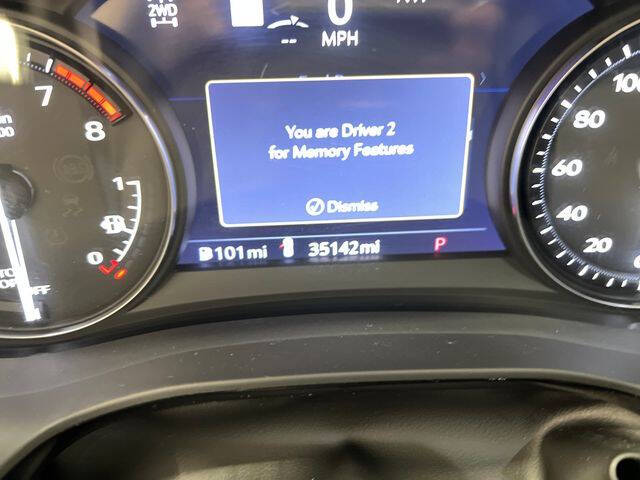 2WD
0
MPH
--
7
8
1
0
You are Driver 2
for Memory Features
Dismiss
101 mi
35142 mi
P
OFF
100
80
60
40
20